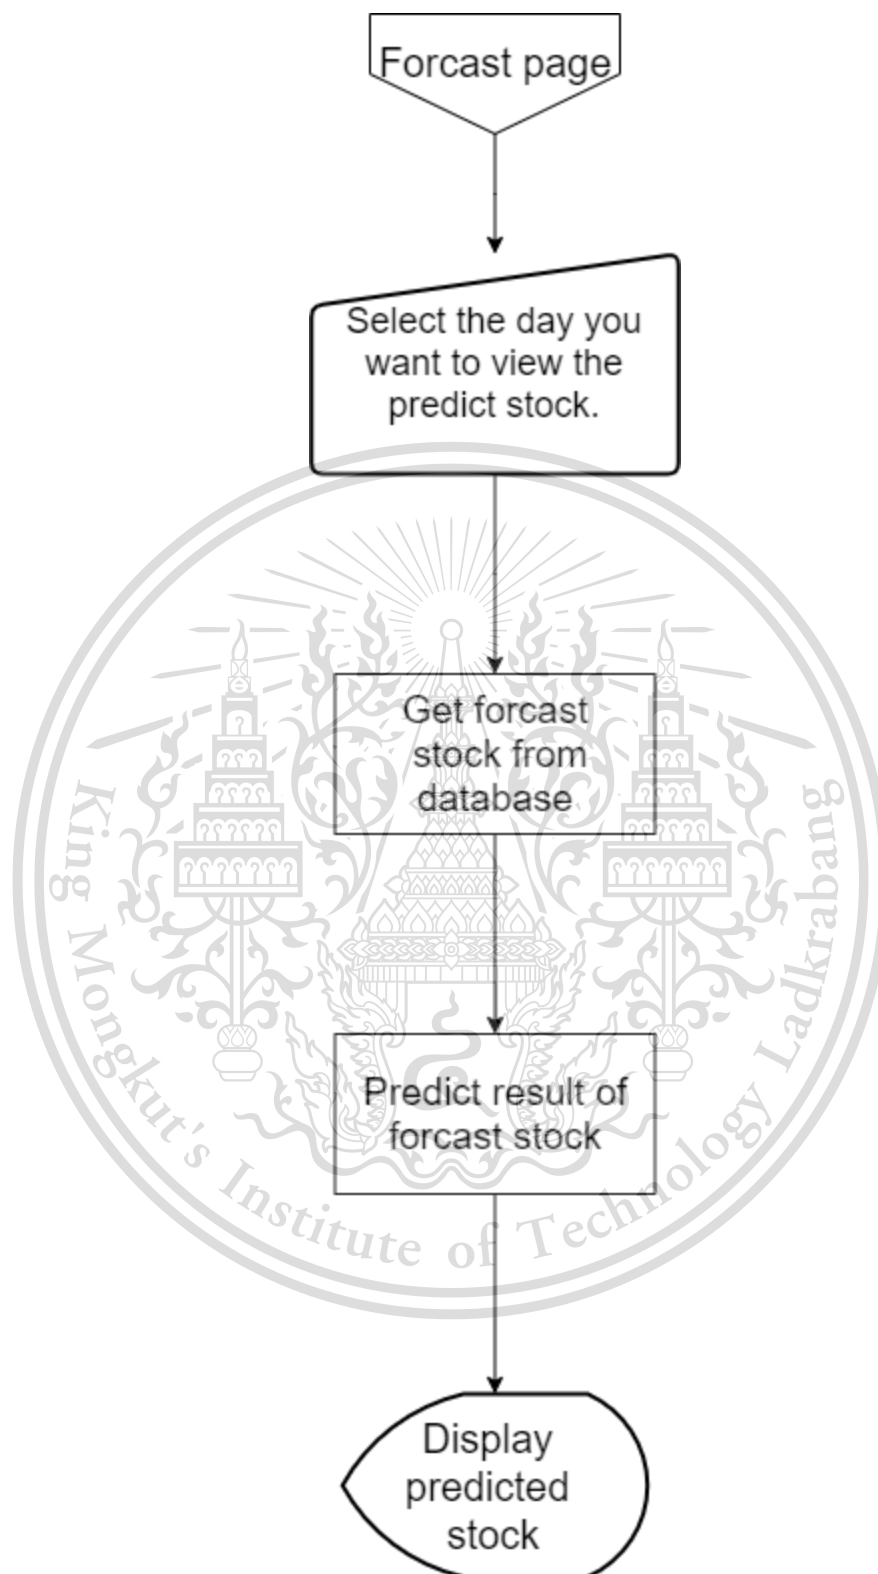 Forcast page
Select the day you
want to view the
predict stock.
Get forcast
stock from
database
Predict result of
forcast stock
Display
predicted
stock
King Mongkut's Institute of Technology Ladkrabang